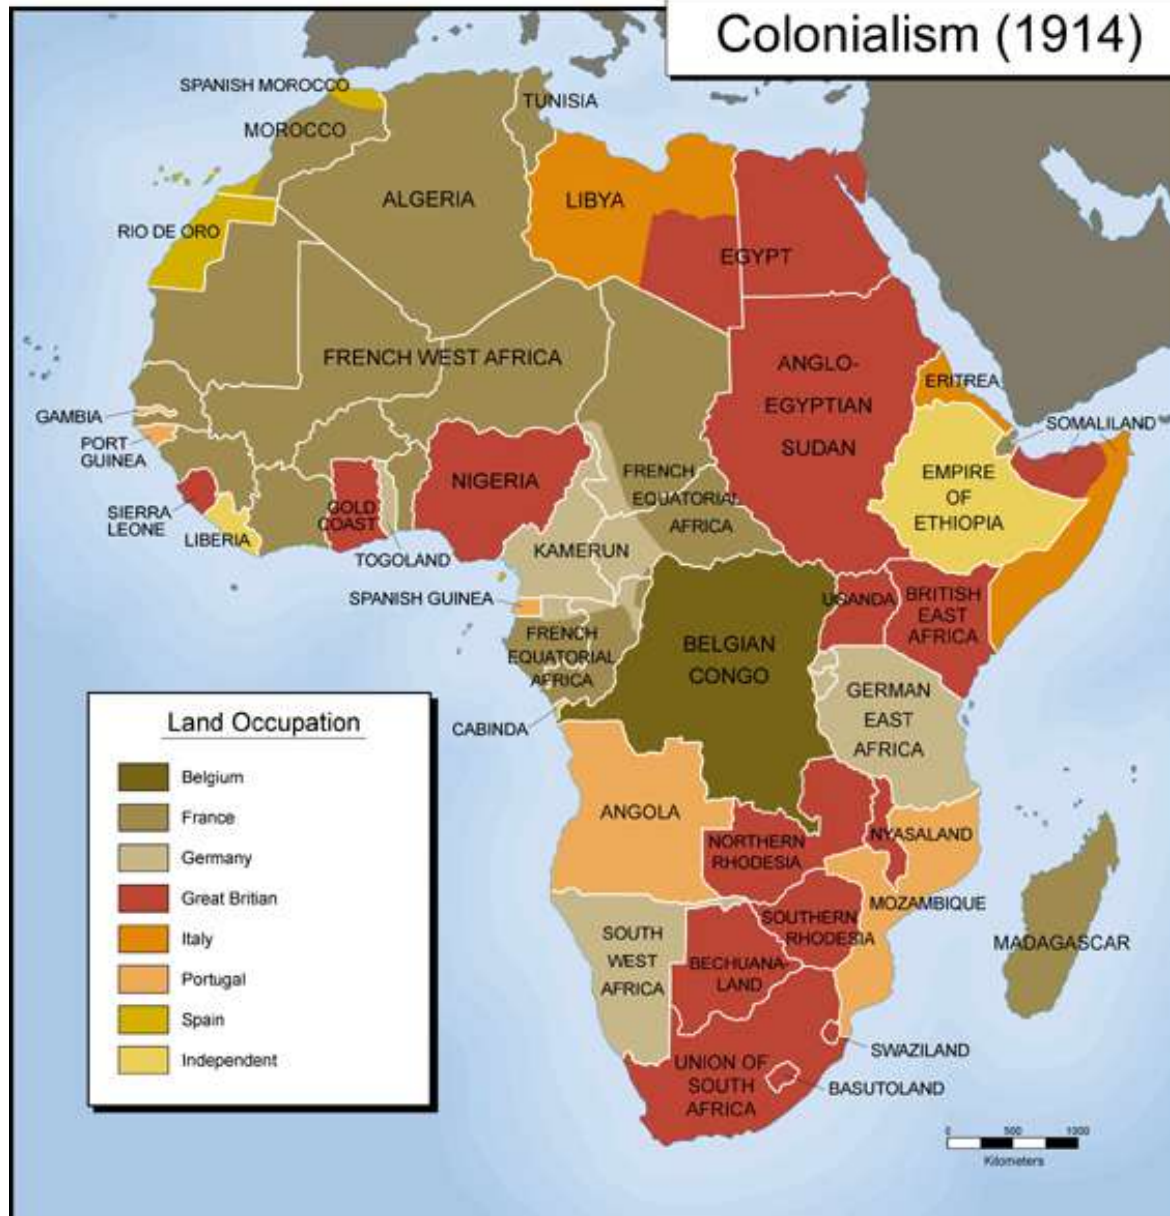 Colonialism (1914)
SPANISH MOROCCO
MOROCCO
TUNISIA
ALGERIA
LIBYA
EGYPT
RIO DE ORO
FRENCH WEST AFRICA
ANGLO-
EGYPTIAN
SUDAN
ERITREA
SOMALILAND
GAMBIA
PORT
GUINEA
SIERRA
LEONE
LIBERIA
GOLD
COAST
TOGOLAND
NIGERIA
FRENCH
EQUATORIAL
AFRICA
EMPIRE
OF
ETHIOPIA
KAMERUN
SPANISH GUINEA
FRENCH
EQUATORIAL
AFRICA
CABINDA
BELGIAN
CONGO
UGANDA
BRITISH
EAST
AFRICA
GERMAN
EAST
AFRICA
ANGOLA
NORTHERN
RHODESIA
NYASALAND
MOZAMBIQUE
SOUTHERN
RHODESIA
SOUTH
WEST
AFRICA
BECHUANA-
LAND
MADAGASCAR
UNION OF
SOUTH
AFRICA
SWAZILAND
BASUTOLAND
Land Occupation
Belgium
France
Germany
Great Britian
Italy
Portugal
Spain
Independent
0 500 1000
Kilometers